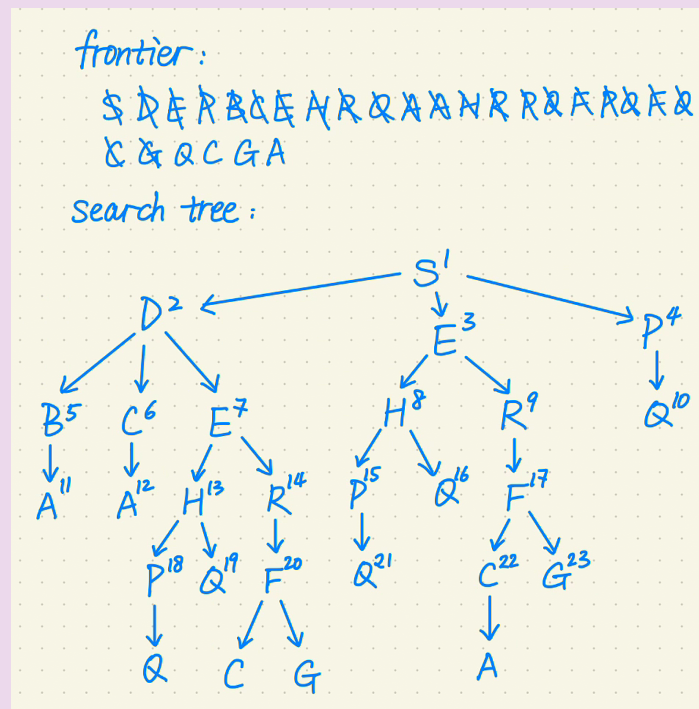 frontier:
S D E P B C E H R Q A A H R P Q F P Q F Q
C G Q C G A
search tree:
S¹
D² E³ P⁴
B⁵ C⁶ E⁷ H⁸ R⁹ Q¹⁰
A¹¹ A¹² H¹³ R¹⁴ P¹⁵ Q¹⁶ F¹⁷
P¹⁸ Q¹⁹ F²⁰ Q²¹ C²² G²³
Q C G A